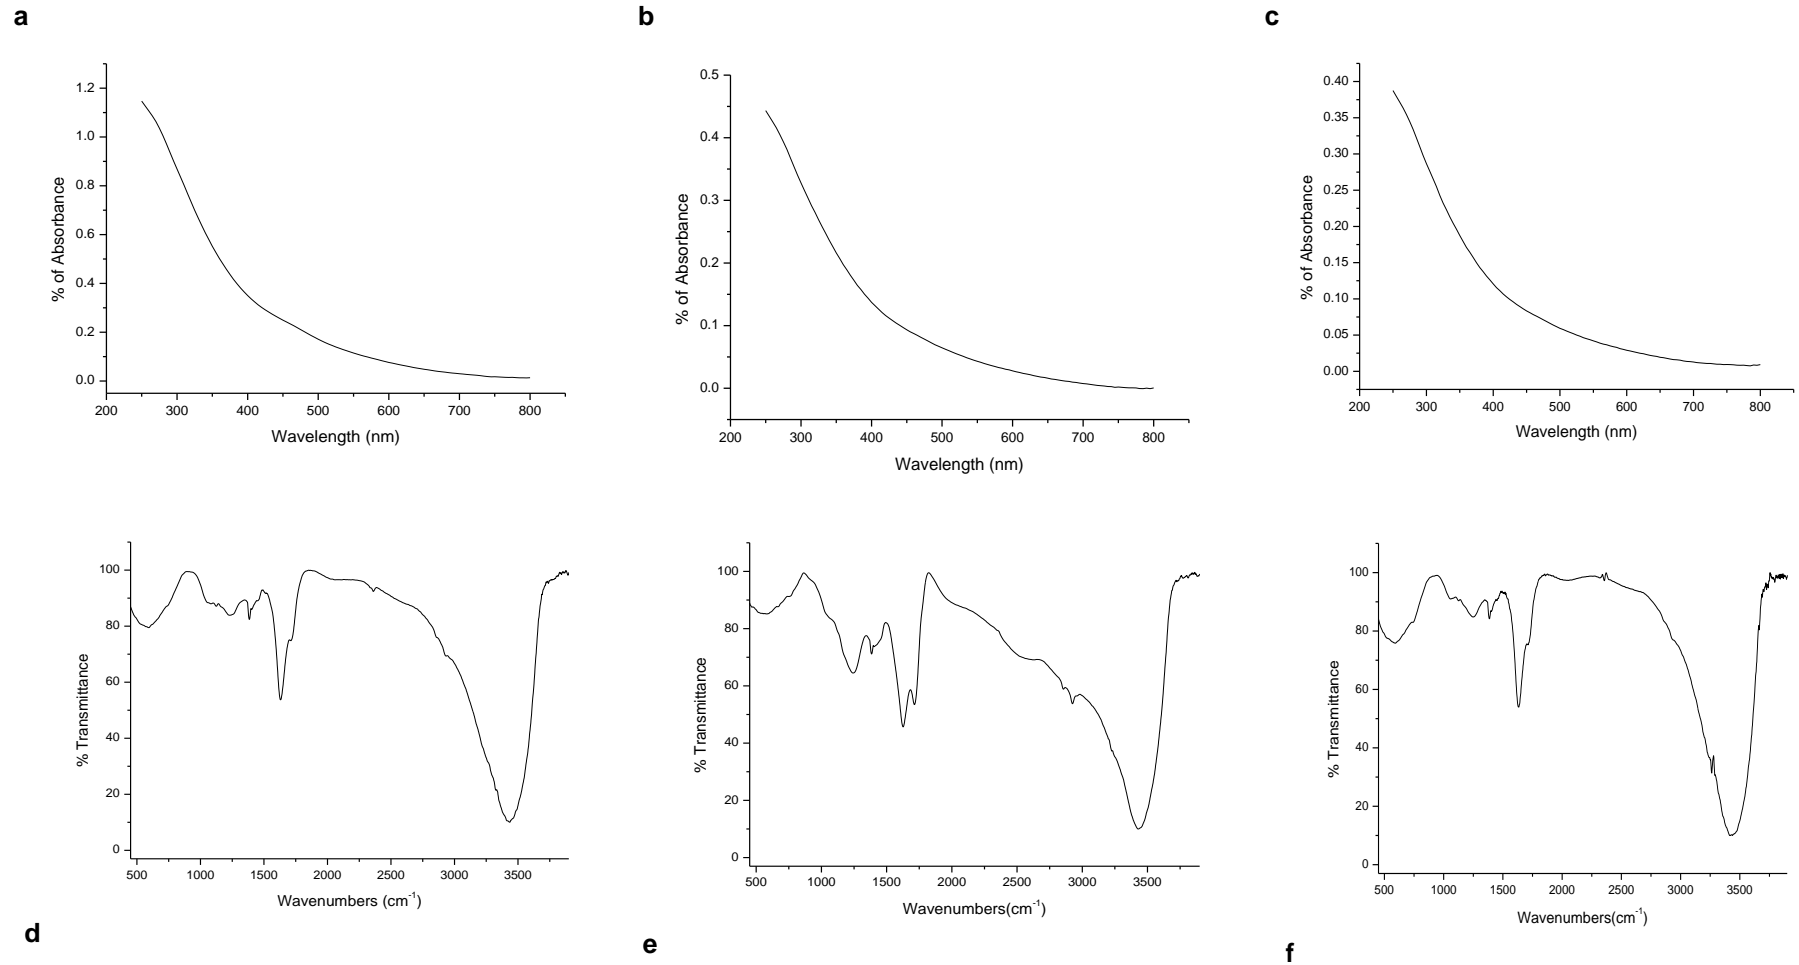 a
b
c
% of Absorbance
1.2
1.0
0.8
0.6
0.4
0.2
0.0
200 300 400 500 600 700 800
Wavelength (nm)
% of Absorbance
0.5
0.4
0.3
0.2
0.1
0.0
200 300 400 500 600 700 800
Wavelength (nm)
% of Absorbance
0.40
0.35
0.30
0.25
0.20
0.15
0.10
0.05
0.00
200 300 400 500 600 700 800
Wavelength (nm)
% Transmittance
100
80
60
40
20
0
500 1000 1500 2000 2500 3000 3500
Wavenumbers (cm⁻¹)
% Transmittance
100
80
60
40
20
0
500 1000 1500 2000 2500 3000 3500
Wavenumbers(cm⁻¹)
% Transmittance
100
80
60
40
20
0
500 1000 1500 2000 2500 3000 3500
Wavenumbers(cm⁻¹)
d
e
f